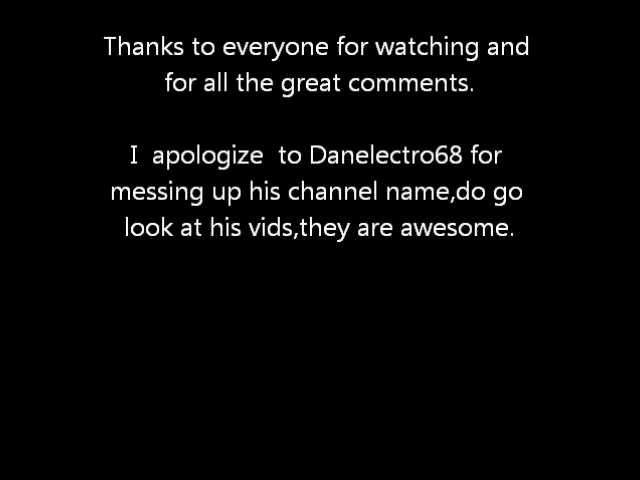 Thanks to everyone for watching and
for all the great comments.
I  apologize  to Danelectro68 for
messing up his channel name,do go
look at his vids,they are awesome.